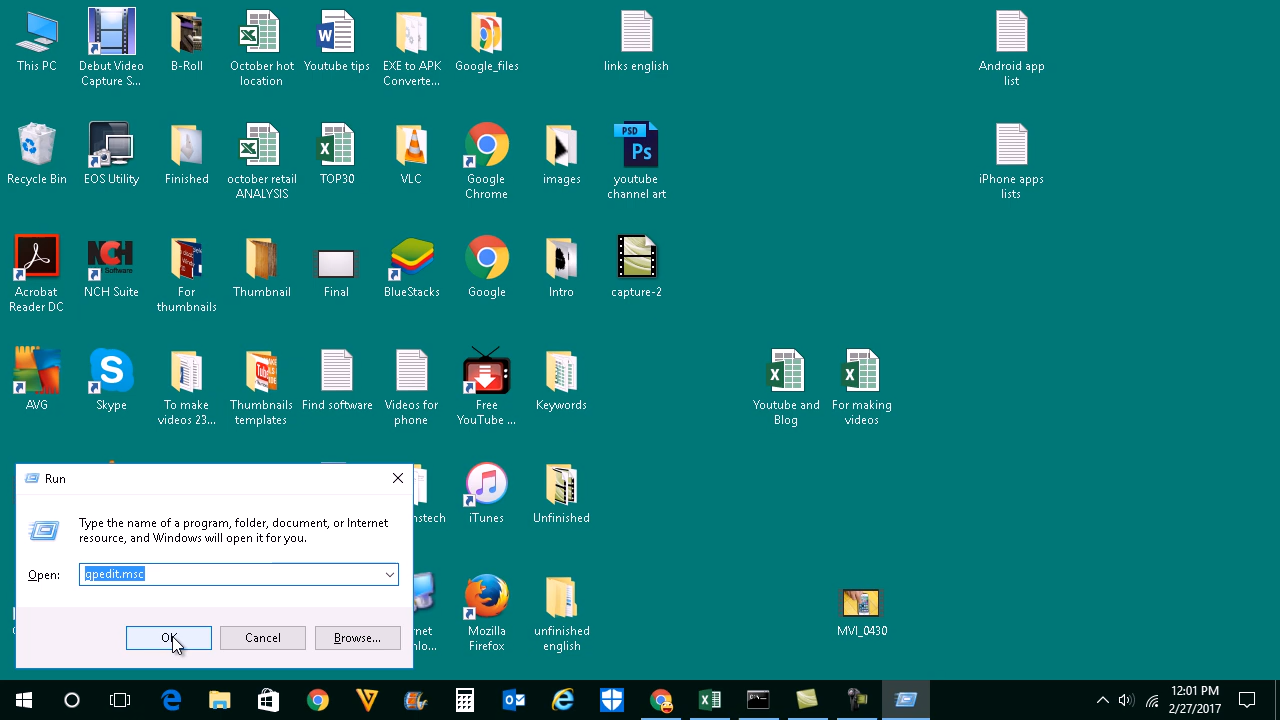 This PC
Debut Video
Capture S...
B-Roll
October hot
location
Youtube tips
EXE to APK
Converte...
Google_files
links english
Android app
list
Recycle Bin
EOS Utility
Finished
october retail
ANALYSIS
TOP30
VLC
Google
Chrome
images
PSD
Ps
youtube
channel art
iPhone apps
lists
Acrobat
Reader DC
NCH
Software
NCH Suite
For
thumbnails
Thumbnail
Final
BlueStacks
Google
Intro
capture-2
AVG
Skype
To make
videos 23...
Thumbnails
templates
Find software
Videos for
phone
Free
YouTube ...
Keywords
Youtube and
Blog
For making
videos
Run
Type the name of a program, folder, document, or Internet
resource, and Windows will open it for you.
Open:
gpedit.msc
OK
Cancel
Browse...
iTunes
Unfinished
Mozilla
Firefox
unfinished
english
MVI_0430
12:01 PM
2/27/2017